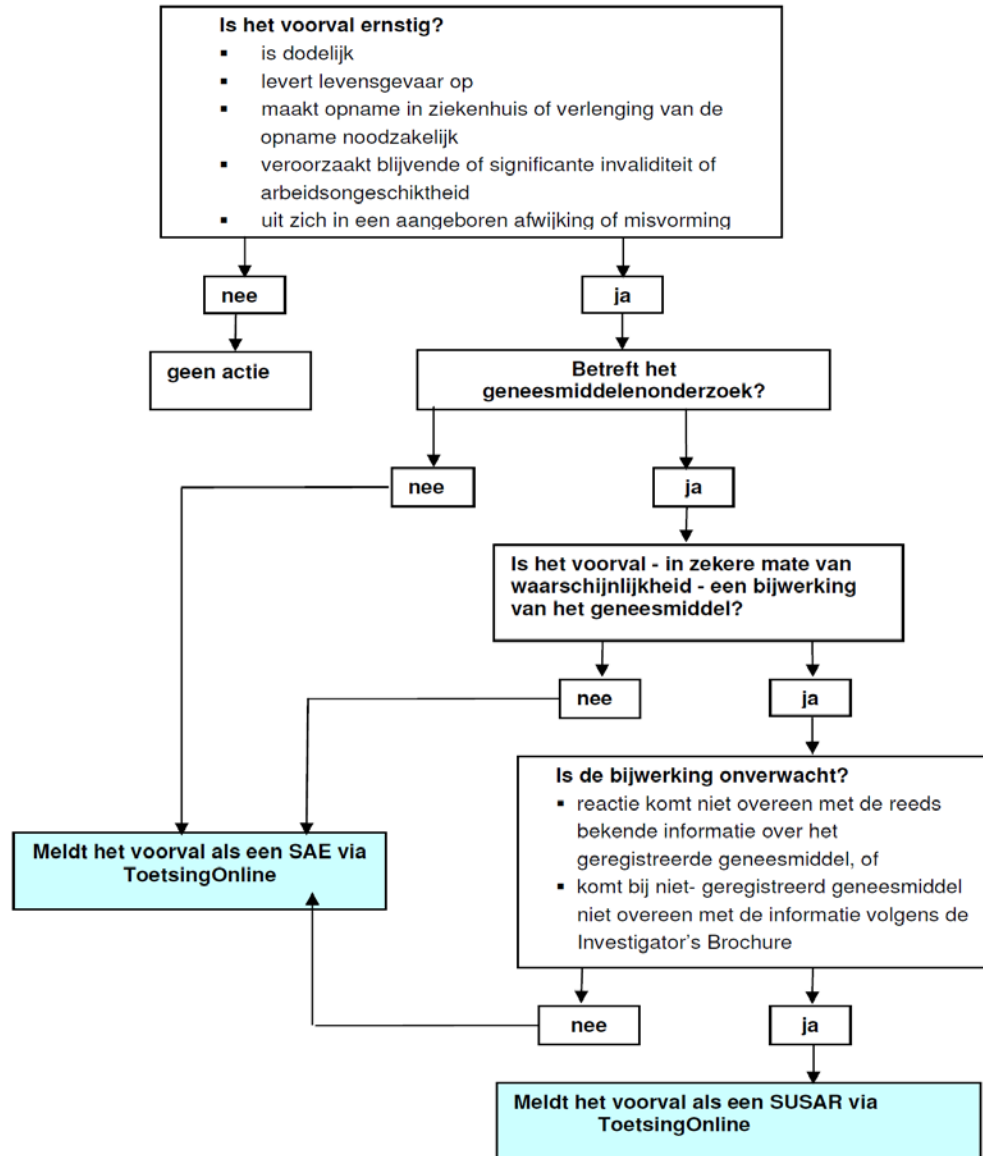 Is het voorval ernstig?
▪ is dodelijk
▪ levert levensgevaar op
▪ maakt opname in ziekenhuis of verlenging van de
opname noodzakelijk
▪ veroorzaakt blijvende of significante invaliditeit of
arbeidsongeschiktheid
▪ uit zich in een aangeboren afwijking of misvorming
nee
ja
geen actie
Betreft het
geneesmiddelenonderzoek?
nee
ja
Is het voorval - in zekere mate van
waarschijnlijkheid - een bijwerking
van het geneesmiddel?
nee
ja
Is de bijwerking onverwacht?
▪ reactie komt niet overeen met de reeds
bekende informatie over het
geregistreerde geneesmiddel, of
▪ komt bij niet- geregistreerd geneesmiddel
niet overeen met de informatie volgens de
Investigator's Brochure
Meldt het voorval als een SAE via
ToetsingOnline
nee
ja
Meldt het voorval als een SUSAR via
ToetsingOnline